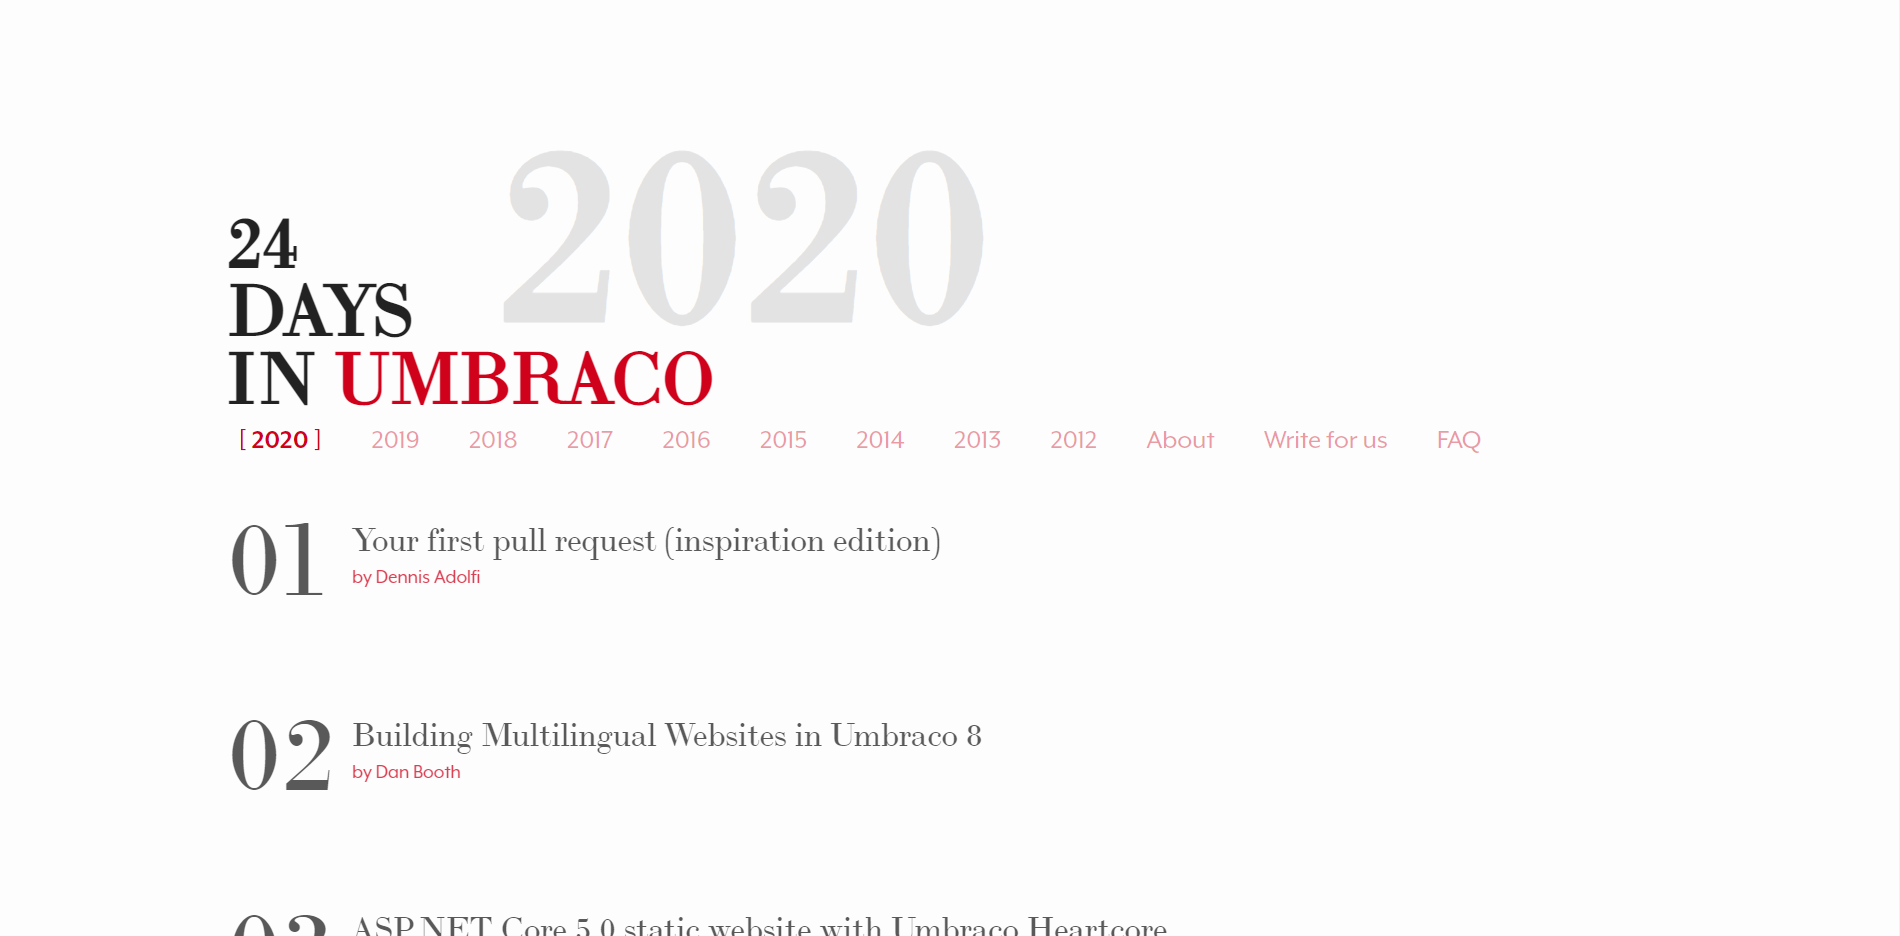 2020
24
DAYS
IN UMBRACO
[ 2020 ] 2019 2018 2017 2016 2015 2014 2013 2012 About Write for us FAQ
01 Your first pull request (inspiration edition)
by Dennis Adolfi
02 Building Multilingual Websites in Umbraco 8
by Dan Booth
03 ASP.NET Core 5.0 static website with Umbraco Heartcore